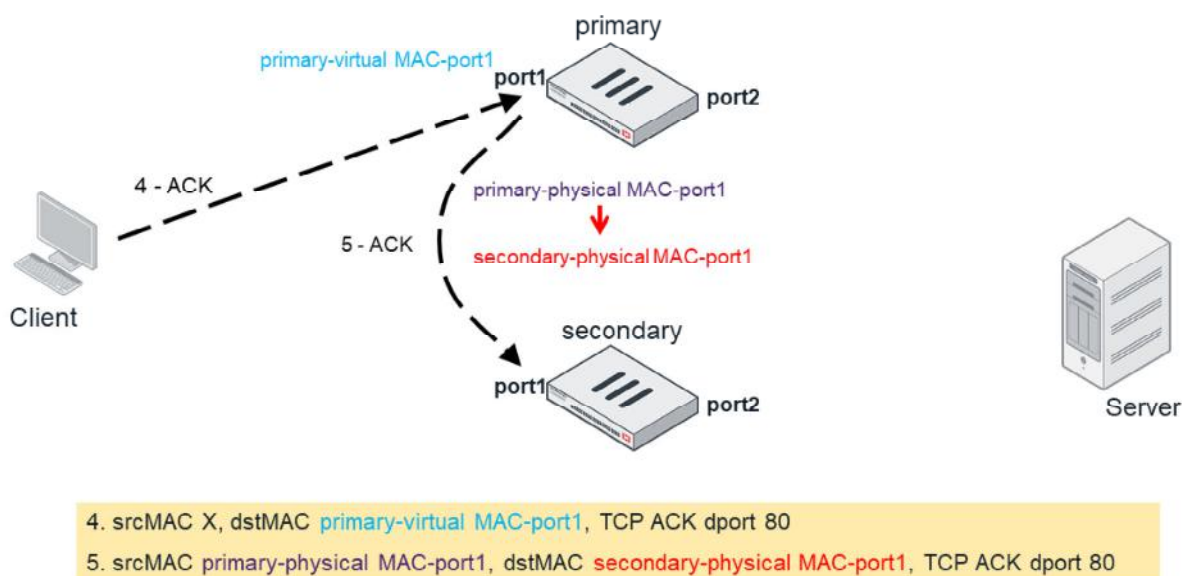 primary
primary-virtual MAC-port1
port1
port2
4 - ACK
primary-physical MAC-port1
5 - ACK
secondary-physical MAC-port1
Client
secondary
port1
port2
Server
4. srcMAC X, dstMAC primary-virtual MAC-port1, TCP ACK dport 80
5. srcMAC primary-physical MAC-port1, dstMAC secondary-physical MAC-port1, TCP ACK dport 80